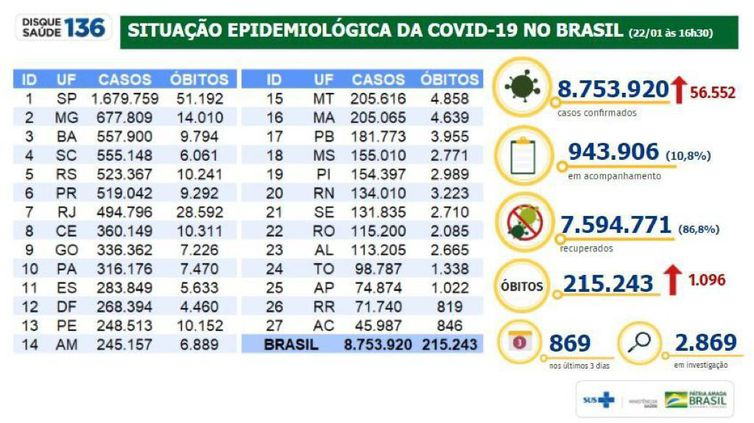 DISQUE
SAÚDE 136
SITUAÇÃO EPIDEMIOLÓGICA DA COVID-19 NO BRASIL (22/01 às 16h30)
ID UF CASOS ÓBITOS
1 SP 1.679.759 51.192
2 MG 677.809 14.010
3 BA 557.900 9.794
4 SC 555.148 6.061
5 RS 523.367 10.241
6 PR 519.042 9.292
7 RJ 494.796 28.592
8 CE 360.149 10.311
9 GO 336.362 7.226
10 PA 316.176 7.470
11 ES 283.849 5.633
12 DF 268.394 4.460
13 PE 248.513 10.152
14 AM 245.157 6.889
ID UF CASOS ÓBITOS
15 MT 205.616 4.858
16 MA 205.065 4.639
17 PB 181.773 3.955
18 MS 155.010 2.771
19 PI 154.397 2.989
20 RN 134.010 3.223
21 SE 131.835 2.710
22 RO 115.200 2.085
23 AL 113.205 2.665
24 TO 98.787 1.338
25 AP 74.874 1.022
26 RR 71.740 819
27 AC 45.987 846
BRASIL 8.753.920 215.243
8.753.920 56.552
casos confirmados
943.906 (10,8%)
em acompanhamento
7.594.771 (86,8%)
recuperados
ÓBITOS 215.243 1.096
869
nos últimos 3 dias
2.869
em investigação
SUS
MINISTÉRIO DA
SAÚDE
PÁTRIA AMADA
BRASIL